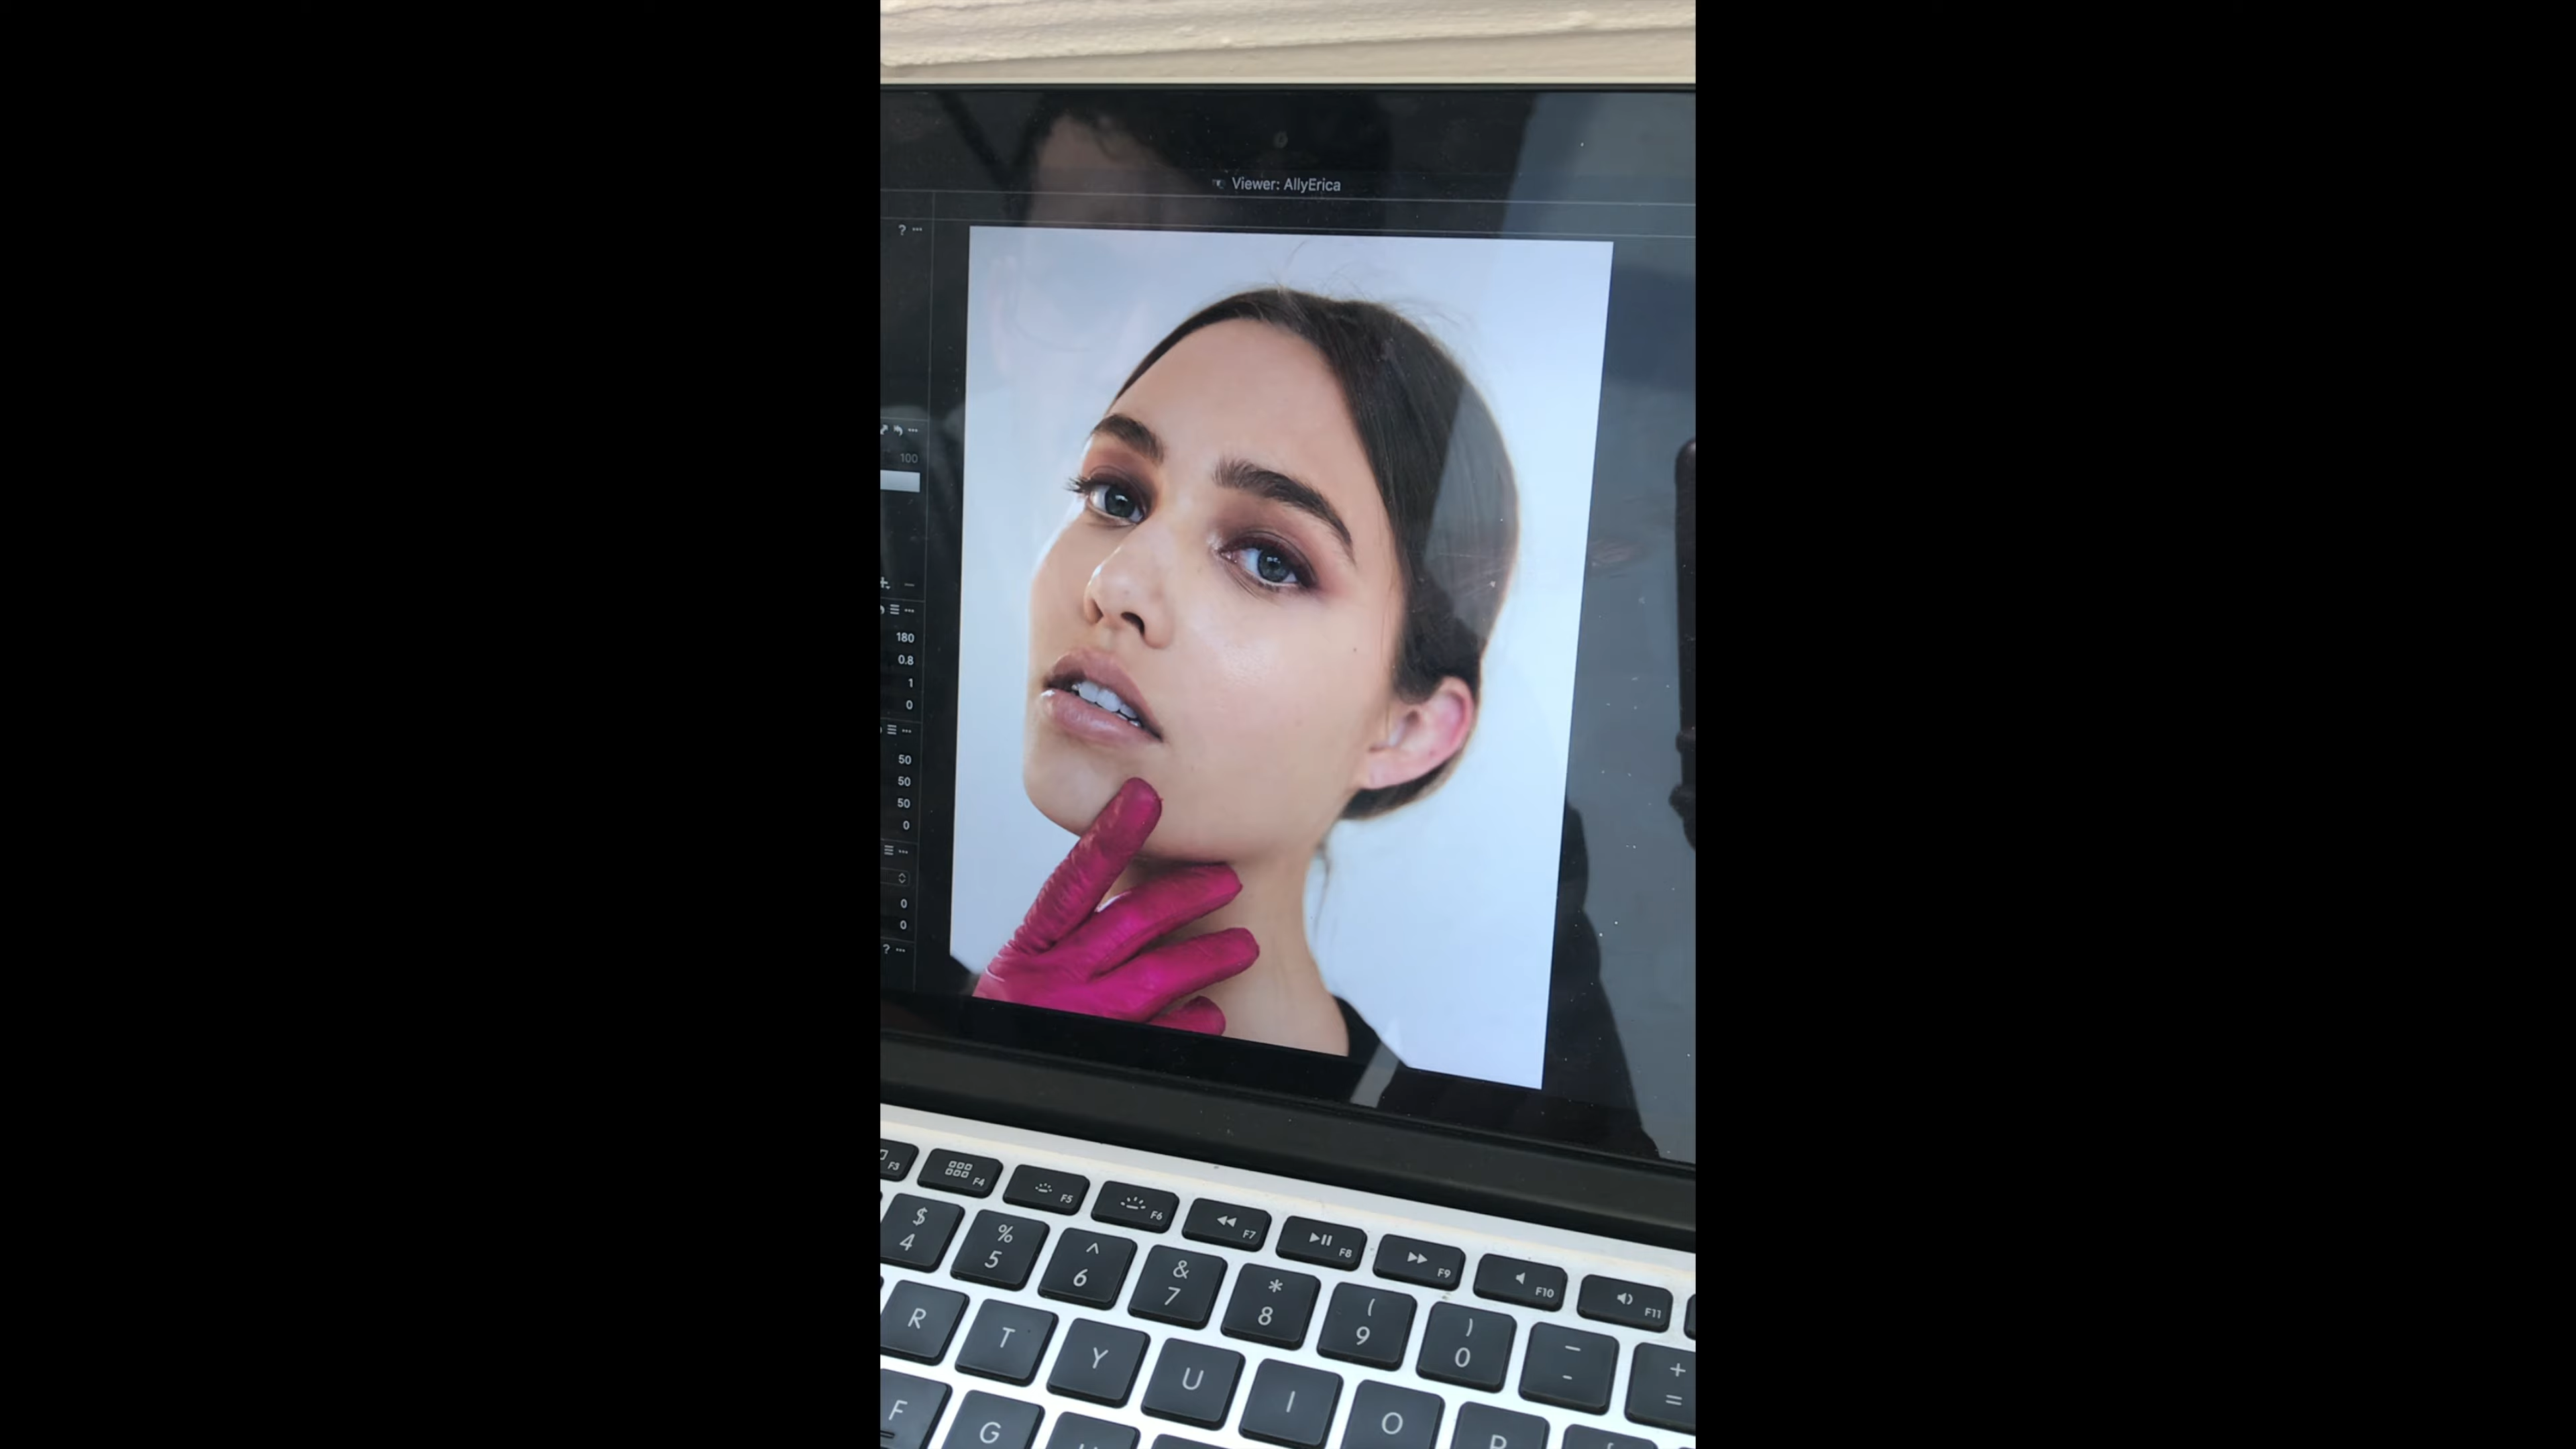 Viewer: AllyErica
? ...
...
100
...
180
0.8
1
0
...
50
50
50
0
...
0
0
? ...
F3 F4 F5 F6 F7 F8 F9 F10 F11
$ % ^ & * ( ) _ +
4 5 6 7 8 9 0 - =
R T Y U I O P
F G